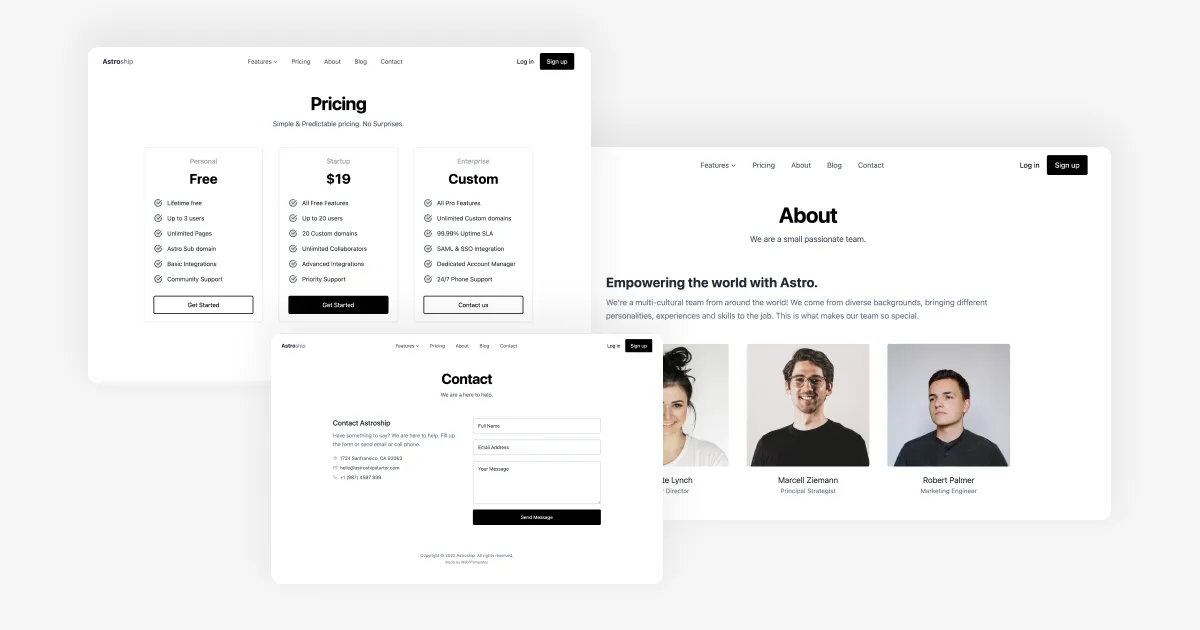 Astroship
Features Pricing About Blog Contact
Log in Sign up
Pricing
Simple & Predictable pricing. No Surprises.
Personal
Free
Lifetime free
Up to 3 users
Unlimited Pages
Astro Sub domain
Basic Integrations
Community Support
Get Started
Startup
$19
All Free Features
Up to 20 users
20 Custom domains
Unlimited Collaborators
Advanced Integrations
Priority Support
Get Started
Enterprise
Custom
All Pro Features
Unlimited Custom domains
99.99% Uptime SLA
SAML & SSO Integration
Dedicated Account Manager
24/7 Phone Support
Contact us
Features Pricing About Blog Contact
Log in Sign up
About
We are a small passionate team.
Empowering the world with Astro.
We're a multi-cultural team from around the world! We come from diverse backgrounds, bringing different
personalities, experiences and skills to the job. This is what makes our team so special.
Lynch
Director
Marcell Ziemann
Principal Strategist
Robert Palmer
Marketing Engineer
Astroship
Features Pricing About Blog Contact
Log in Sign up
Contact
We are a here to help.
Contact Astroship
Have something to say? We are here to help. Fill up
the form or send email or call phone.
1734 Sanfransico, CA 93063
hello@astroshipstarter.com
+1 (987) 4587 899
Full Name
Email Address
Your Message
Send Message
Copyright © 2022 Astroship. All rights reserved.
Made by Web3Templates